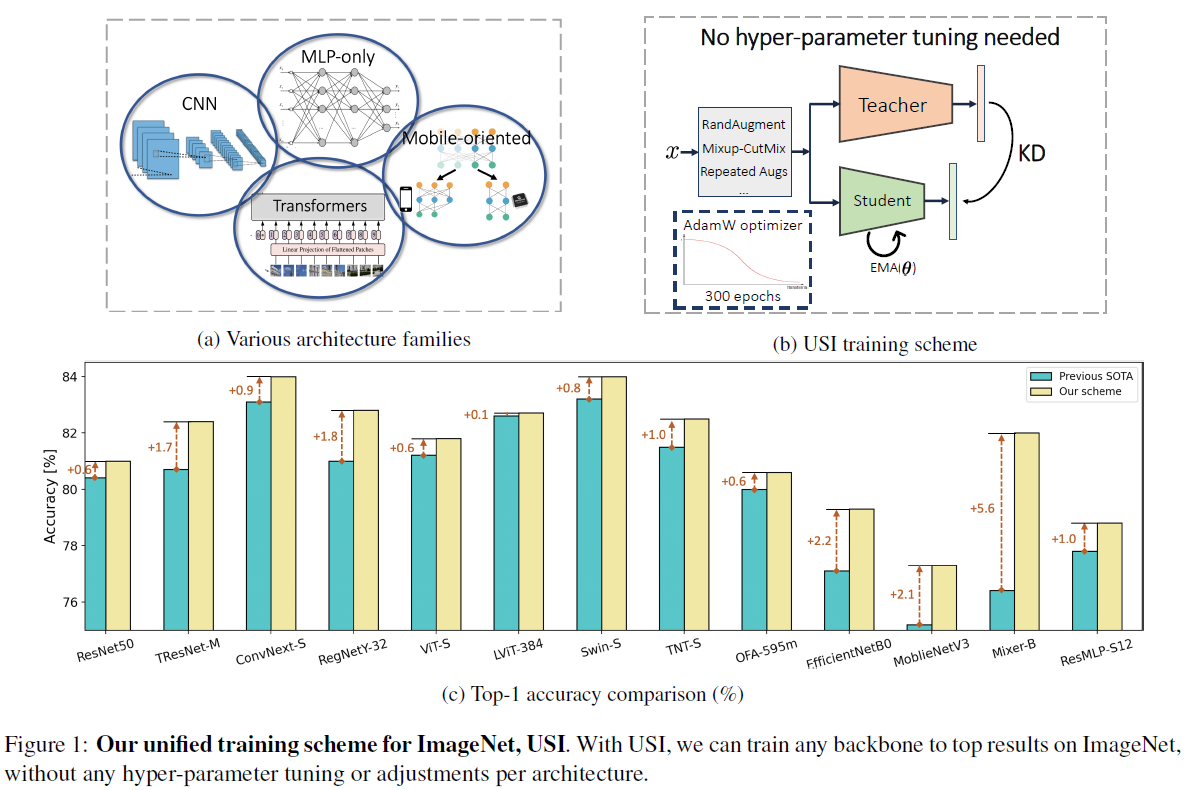 MLP-only
CNN
Mobile-oriented
Transformers
Linear Projection of Flattened Patches
(a) Various architecture families
No hyper-parameter tuning needed
RandAugment
Mixup-CutMix
Repeated Augs
...
x
Teacher
Student
KD
EMA(θ)
AdamW optimizer
300 epochs
(b) USI training scheme
Accuracy [%]
84
82
80
78
76
+0.6
+1.7
+0.9
+1.8
+0.6
+0.1
+0.8
+1.0
+0.6
+2.2
+2.1
+5.6
+1.0
Previous SOTA
Our scheme
ResNet50
TResNet-M
ConvNext-S
RegNetY-32
ViT-S
LViT-384
Swin-S
TNT-S
OFA-595m
EfficientNetB0
MoblieNetV3
Mixer-B
ResMLP-S12
(c) Top-1 accuracy comparison (%)
Figure 1: Our unified training scheme for ImageNet, USI. With USI, we can train any backbone to top results on ImageNet,
without any hyper-parameter tuning or adjustments per architecture.